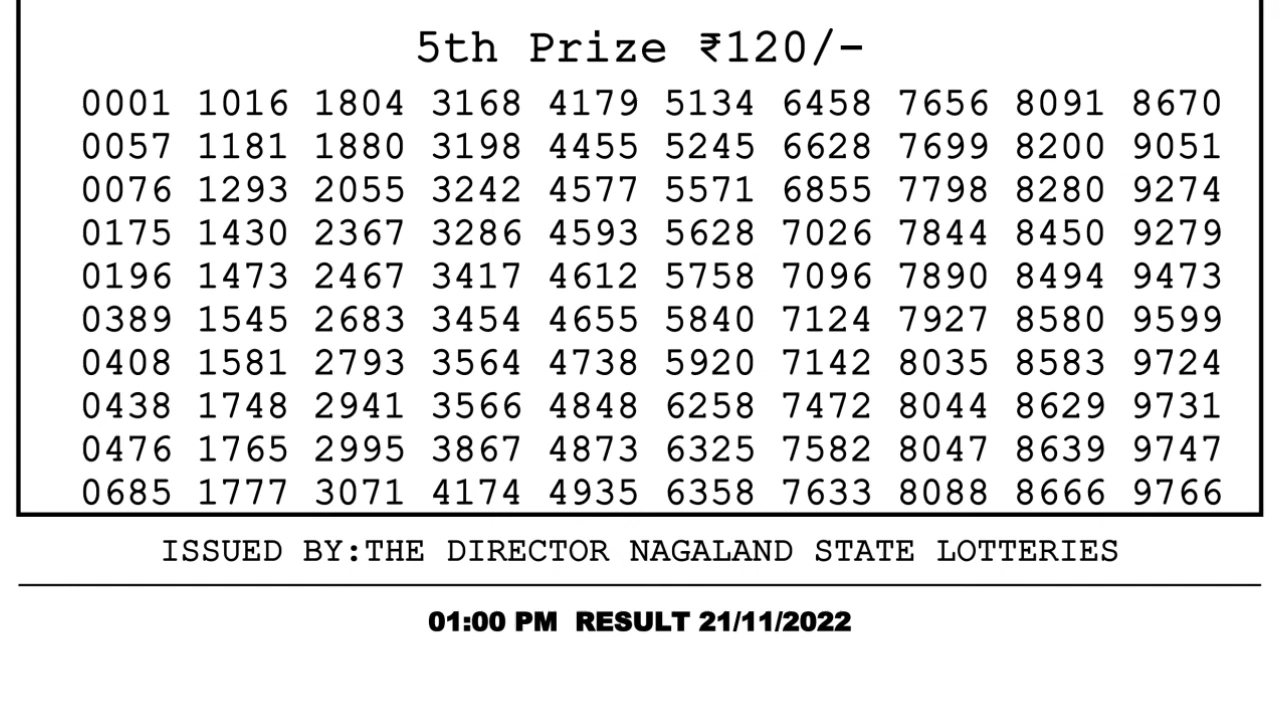 5th Prize ₹120/-
0001 1016 1804 3168 4179 5134 6458 7656 8091 8670
0057 1181 1880 3198 4455 5245 6628 7699 8200 9051
0076 1293 2055 3242 4577 5571 6855 7798 8280 9274
0175 1430 2367 3286 4593 5628 7026 7844 8450 9279
0196 1473 2467 3417 4612 5758 7096 7890 8494 9473
0389 1545 2683 3454 4655 5840 7124 7927 8580 9599
0408 1581 2793 3564 4738 5920 7142 8035 8583 9724
0438 1748 2941 3566 4848 6258 7472 8044 8629 9731
0476 1765 2995 3867 4873 6325 7582 8047 8639 9747
0685 1777 3071 4174 4935 6358 7633 8088 8666 9766
ISSUED BY:THE DIRECTOR NAGALAND STATE LOTTERIES
01:00 PM RESULT 21/11/2022